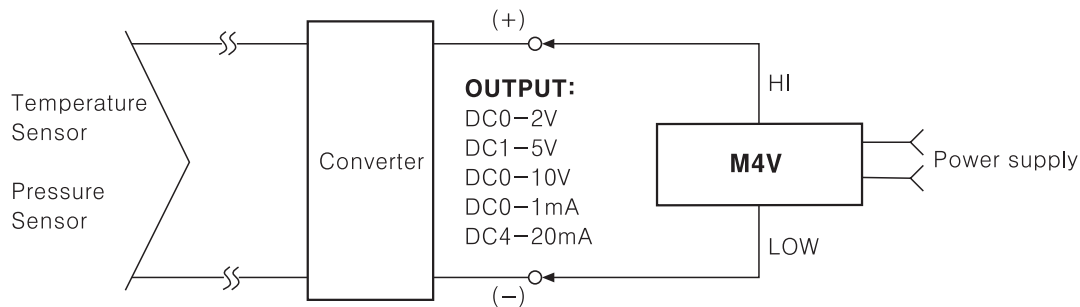 Temperature
Sensor
Pressure
Sensor
Converter
(+)
OUTPUT:
DC0-2V
DC1-5V
DC0-10V
DC0-1mA
DC4-20mA
(-)
HI
M4V
LOW
Power supply